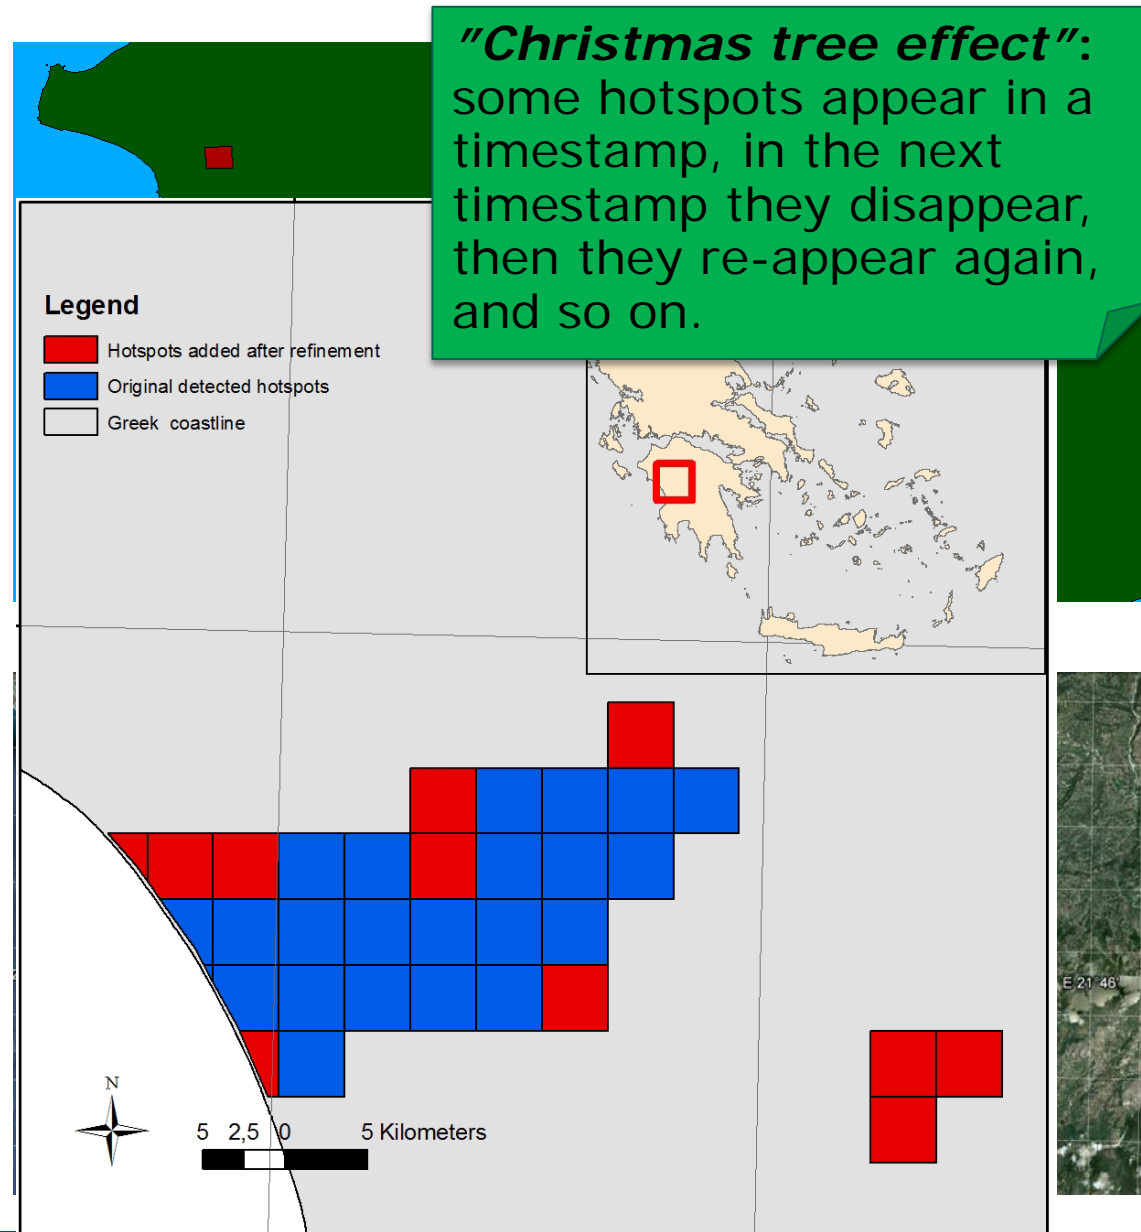 "Christmas tree effect":
some hotspots appear in a
timestamp, in the next
timestamp they disappear,
then they re-appear again,
and so on.
Legend
Hotspots added after refinement
Original detected hotspots
Greek coastline
E 21°46'
N
5 2,5 0 5 Kilometers